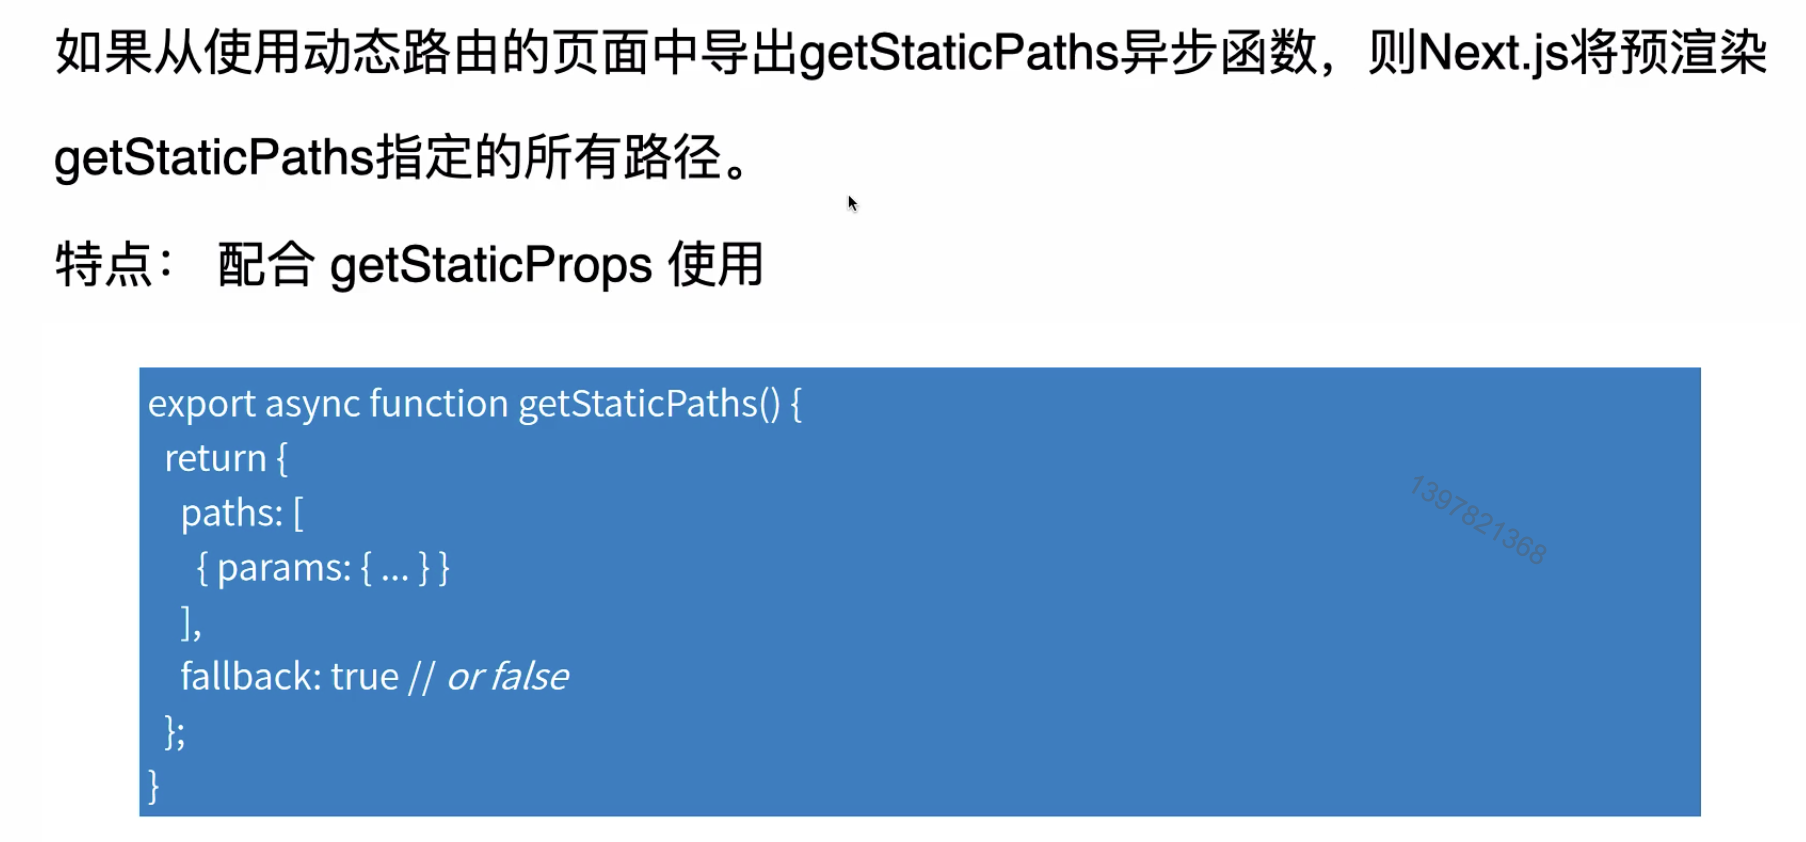 如果从使用动态路由的页面中导出getStaticPaths异步函数，则Next.js将预渲染
getStaticPaths指定的所有路径。
特点： 配合 getStaticProps 使用
export async function getStaticPaths() {
return {
paths: [
{ params: { ... } }
],
fallback: true // or false
};
}
1397821368